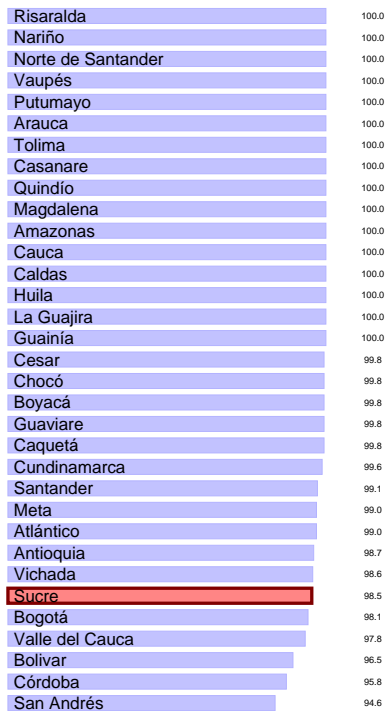 Risaralda 100.0
Nariño 100.0
Norte de Santander 100.0
Vaupés 100.0
Putumayo 100.0
Arauca 100.0
Tolima 100.0
Casanare 100.0
Quindío 100.0
Magdalena 100.0
Amazonas 100.0
Cauca 100.0
Caldas 100.0
Huila 100.0
La Guajira 100.0
Guainía 100.0
Cesar 99.8
Chocó 99.8
Boyacá 99.8
Guaviare 99.8
Caquetá 99.8
Cundinamarca 99.6
Santander 99.1
Meta 99.0
Atlántico 99.0
Antioquia 98.7
Vichada 98.6
Sucre 98.5
Bogotá 98.1
Valle del Cauca 97.8
Bolivar 96.5
Córdoba 95.8
San Andrés 94.6